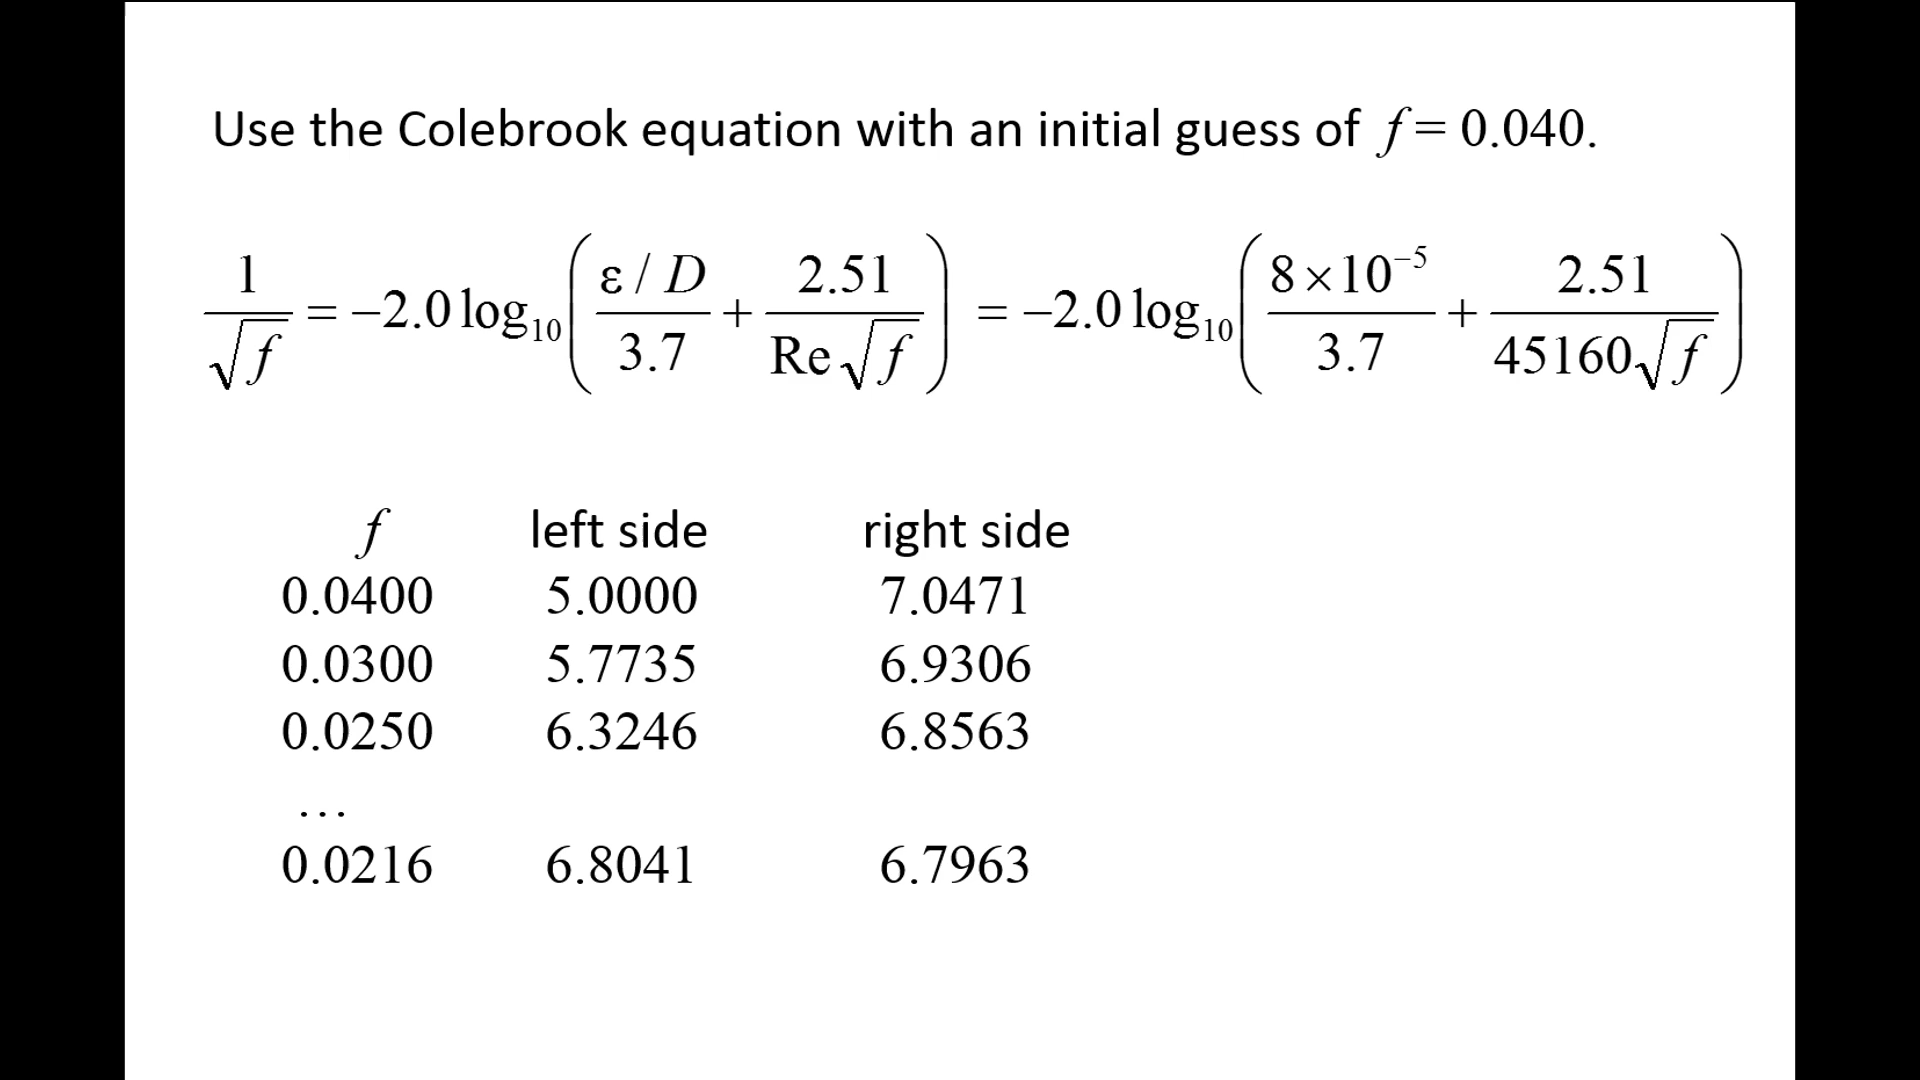 Use the Colebrook equation with an initial guess of f = 0.040.
1/√f = −2.0 log₁₀( (ε / D)/3.7 + 2.51/(Re √f) ) = −2.0 log₁₀( (8×10⁻⁵)/3.7 + 2.51/(45160√f) )
f left side right side
0.0400 5.0000 7.0471
0.0300 5.7735 6.9306
0.0250 6.3246 6.8563
…
0.0216 6.8041 6.7963